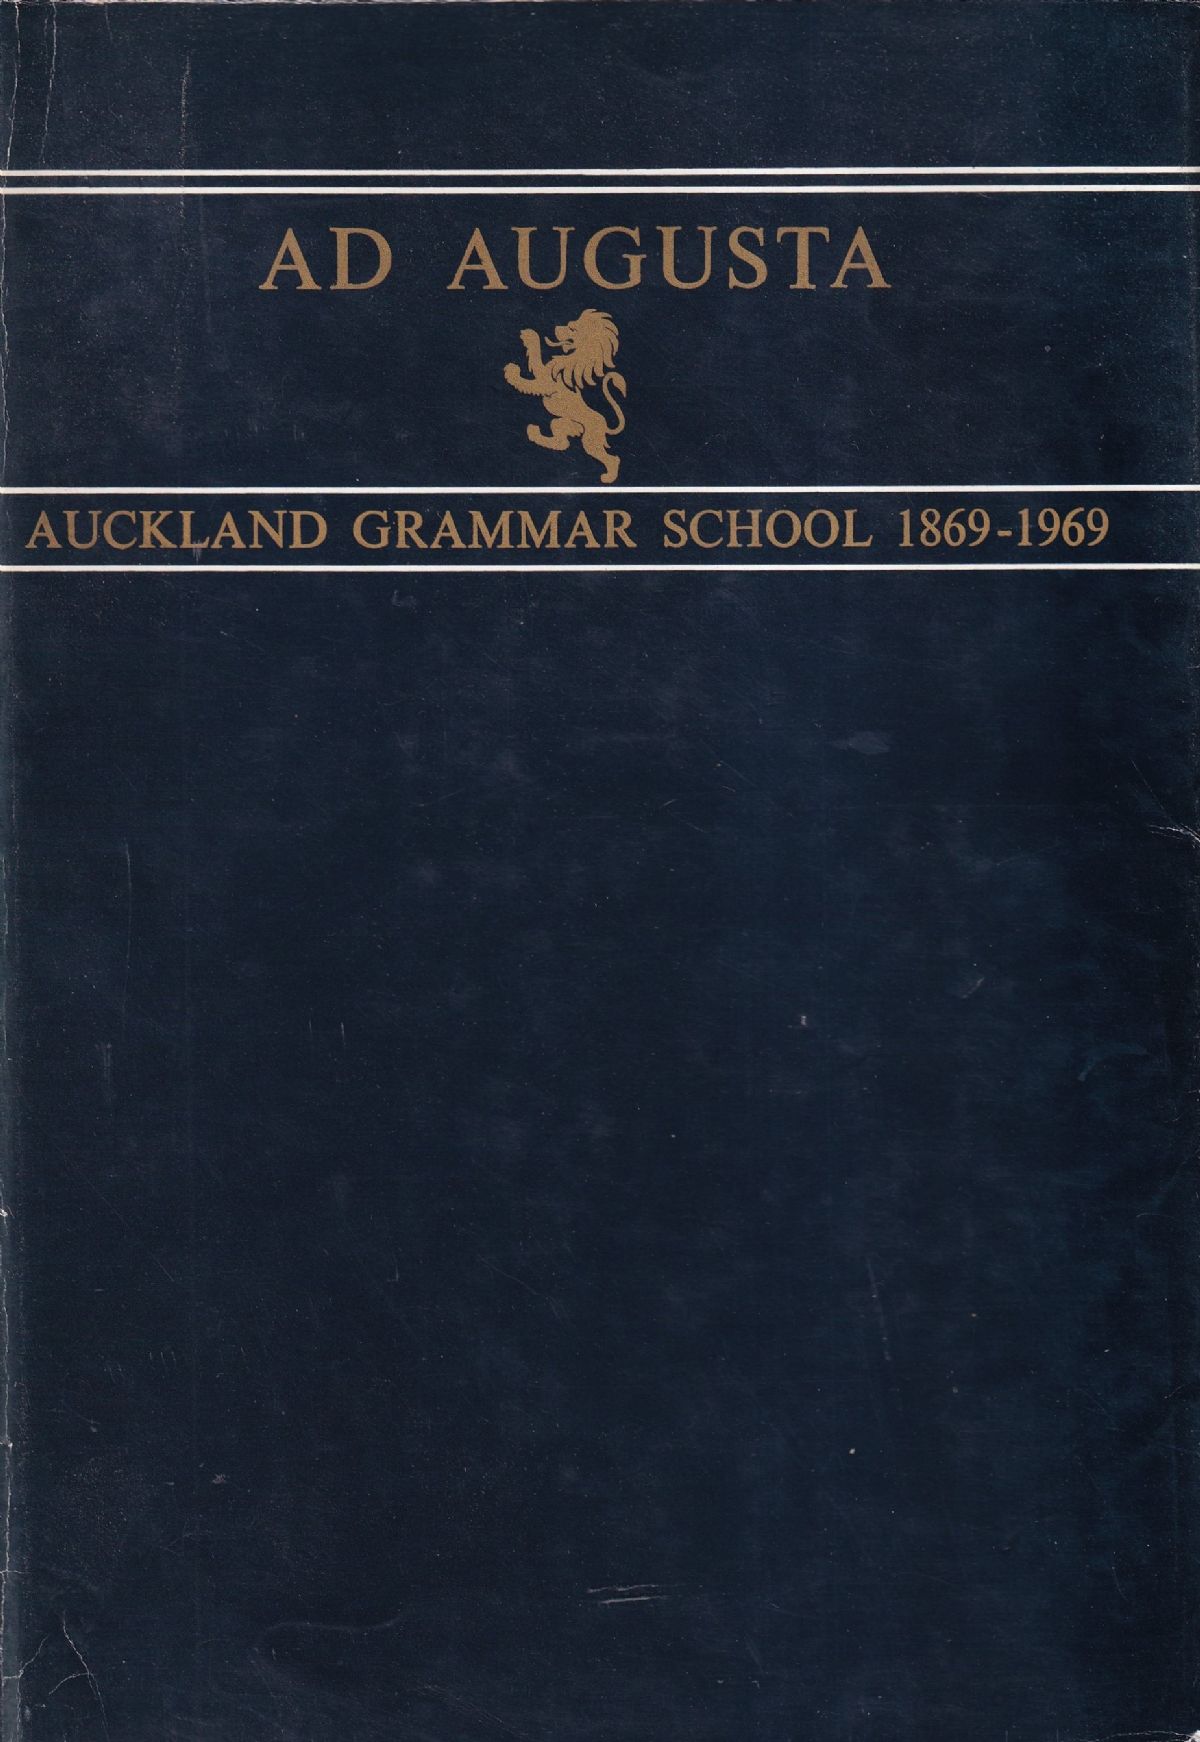 AD AUGUSTA
AUCKLAND GRAMMAR SCHOOL 1869-1969